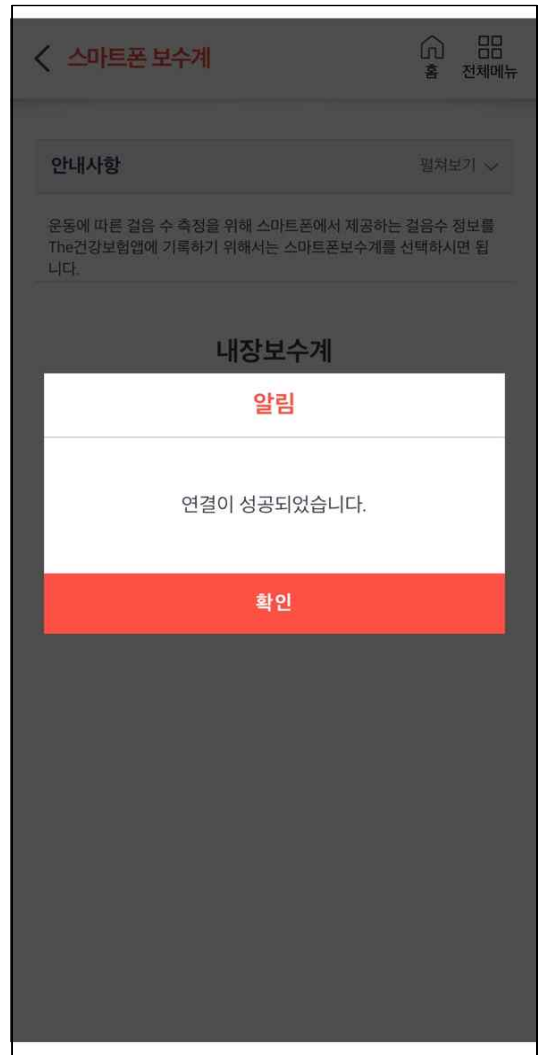 스마트폰 보수계
홈
전체메뉴
안내사항
펼쳐보기
운동에 따른 걸음 수 측정을 위해 스마트폰에서 제공하는 걸음수 정보를
The건강보험앱에 기록하기 위해서는 스마트폰보수계를 선택하시면 됩
니다.
내장보수계
알림
연결이 성공되었습니다.
확인